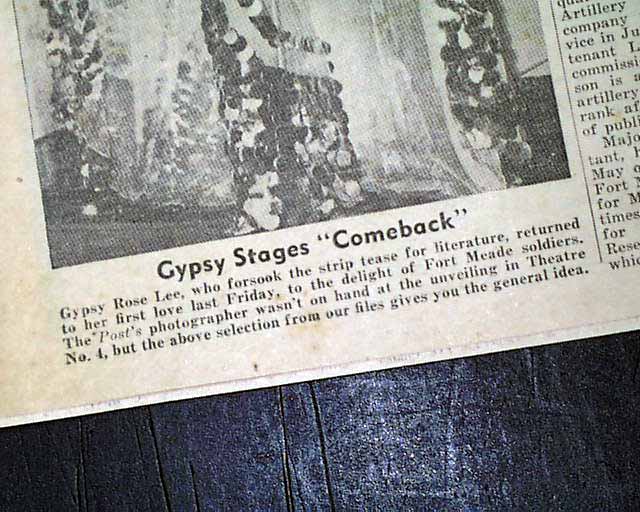 Gypsy Stages "Comeback"
Gypsy Rose Lee, who forsook the strip tease for literature, returned
to her first love last Friday, to the delight of Fort Meade soldiers.
The Post's photographer wasn't on hand at the unveiling in Theatre
No. 4, but the above selection from our files gives you the general idea.
Artillery
company
vice in Ju
tenant
commissi
son is a
artillery
rank
of publi
Majo
tant,
May
Fort M
for M
times
for
Rese
whic